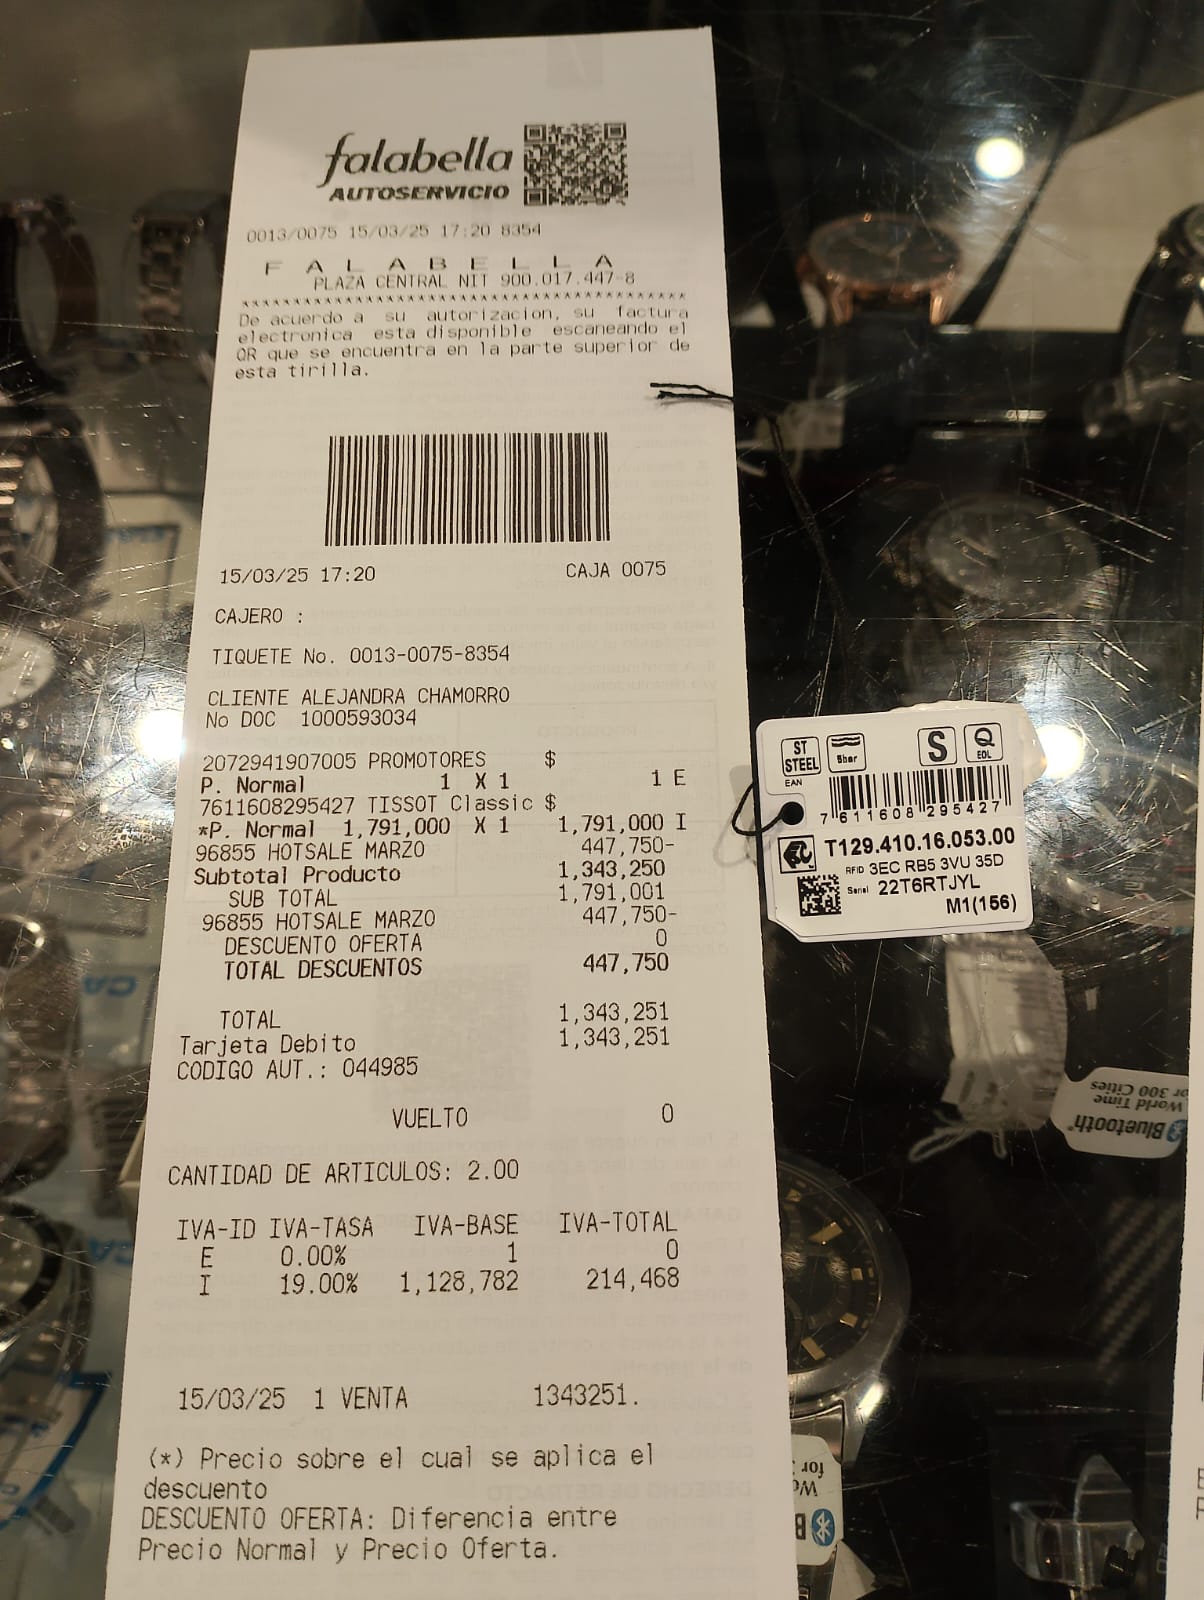 falabella
AUTOSERVICIO
0013/0075 15/03/25 17:20 8354
F A L A B E L L A
PLAZA CENTRAL NIT 900.017.447-8
De acuerdo a su autorizacion, su factura
electronica esta disponible escaneando el
QR que se encuentra en la parte superior de
esta tirilla.
15/03/25 17:20 CAJA 0075
CAJERO :
TIQUETE No. 0013-0075-8354
CLIENTE ALEJANDRA CHAMORRO
No DOC 1000593034
2072941907005 PROMOTORES $
P. Normal 1 X 1 1 E
7611608295427 TISSOT Classic $
*P. Normal 1,791,000 X 1 1,791,000 I
96855 HOTSALE MARZO 447,750-
Subtotal Producto 1,343,250
SUB TOTAL 1,791,001
96855 HOTSALE MARZO 447,750-
DESCUENTO OFERTA 0
TOTAL DESCUENTOS 447,750
TOTAL 1,343,251
Tarjeta Debito 1,343,251
CODIGO AUT.: 044985
VUELTO 0
CANTIDAD DE ARTICULOS: 2.00
IVA-ID IVA-TASA IVA-BASE IVA-TOTAL
E 0.00% 1 0
I 19.00% 1,128,782 214,468
15/03/25 1 VENTA 1343251.
(*) Precio sobre el cual se aplica el
descuento
DESCUENTO OFERTA: Diferencia entre
Precio Normal y Precio Oferta.
ST STEEL 5bar S Q EOL
EAN
7 611608 295427
T129.410.16.053.00
RFID 3EC RB5 3VU 35D
Serial 22T6RTJYL
M1(156)
Bluetooth
World Time
for 300 Cities